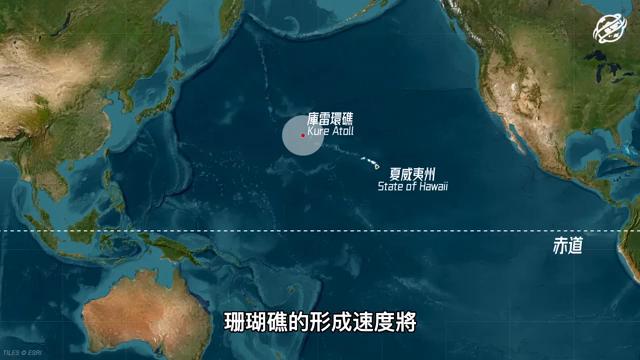 庫雷環礁
Kure Atoll
夏威夷州
State of Hawaii
赤道
珊瑚礁的形成速度將
TILES © ESRI